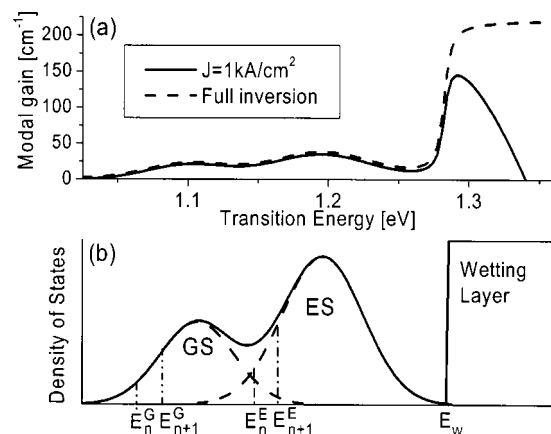 (a)
Modal gain [cm⁻¹]
200
150
100
50
0
J=1kA/cm²
Full inversion
1.1
1.2
1.3
Transition Energy [eV]
(b)
Density of States
GS
ES
Wetting
Layer
E_n^G
E_{n+1}^G
E_n^E
E_{n+1}^E
E_w